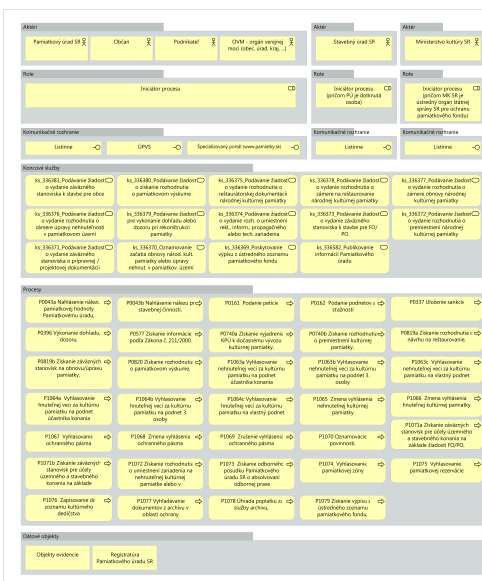 Aktéri
Aktér
Aktér
Pamiatkový úrad SR
Občan
Podnikateľ
OVM - orgán verejnej
moci (obec, úrad, kraj, ...)
Stavebný úrad SR
Ministerstvo kultúry SR
Role
Role
Role
Iniciátor procesu
Iniciátor procesu
(pričom PÚ je dotknutá
osoba)
Iniciátor procesu
(pričom MK SR je
ústredný orgán štátnej
správy SR pre ochranu
pamiatkového fondu)
Komunikačné rozhranie
Komunikačné rozhranie
Komunikačné rozhranie
Listinne
ÚPVS
Špecializovaný portál (www.pamiatky.sk)
Listinne
Listinne
Koncové služby
ks_336381_Podávanie žiadosti
o vydanie záväzného
stanoviska k stavbe pre obce
ks_336380_Podávanie žiadosti
o získanie rozhodnutia
o pamiatkovom výskume
ks_336375_Podávanie žiadosti
o vydanie rozhodnutia o
reštaurátorskej dokumentácii
národnej kultúrnej pamiatky
ks_336378_Podávanie žiadosti
o vydanie rozhodnutia o
zámere na reštaurovanie
národnej kultúrnej pamiatky
ks_336377_Podávanie žiadosti
o vydanie rozhodnutia o
zámere obnovy národnej
kultúrnej pamiatky
ks_336376_Podávanie žiadosti
o vydanie rozhodnutia o
zámere úpravy nehnuteľnosti
v pamiatkovom území
ks_336379_Podávanie žiadosti
pre vykonanie dohľadu alebo
dozoru pri rekonštrukcii
pamiatky
ks_336374_Podávanie žiadosti
o vydanie rozh. o umiestnení
rekl., inform., propagačného
alebo tech. zariadenia
ks_336373_Podávanie žiadosti
o vydanie záväzného
stanoviska k stavbe pre FO/
PO
ks_336372_Podávanie žiadosti
o vydanie rozhodnutia o
premiestnení národnej
kultúrnej pamiatky
ks_336371_Podávanie žiadosti
o vydanie záväzného
stanoviska o prípravnej /
projektovej dokumentácii
ks_336370_Oznamovanie
začatia obnovy národ. kult.
pamiatky alebo úpravy
nehnut. v pamiatkov. území
ks_336369_Poskytovanie
výpisu z ústredného zoznamu
pamiatkového fondu
ks_336582_Publikovanie
informácií Pamiatkového
úradu
Procesy
P0043a Nahlásenie nálezu
pamiatkovej hodnoty
Pamiatkovému úradu,
P0043b Nahlásenie nálezu pri
stavebnej činnosti,
P0161 Podanie petície
P0162 Podanie podnetov a
sťažností
P0337 Uloženie sankcie
P0396 Vykonanie dohľadu,
dozoru,
P0577 Získanie informácie
podľa Zákona č. 211/2000,
P0740a Získanie vyjadrenia
KPÚ k dočasnému vývozu
kultúrnej pamiatky,
P0740b Získanie rozhodnutia
o premiestnení kultúrnej
pamiatky,
P0819a Získanie rozhodnutia o
návrhu na reštaurovanie,
P0819b Získanie záväzných
stanovísk na obnovu/úpravu
pamiatky,
P0820 Získanie rozhodnutia
o pamiatkovom výskume,
P1063a Vyhlasovanie
nehnuteľnej veci za kultúrnu
pamiatku na podnet
účastníka konania
P1063b Vyhlasovanie
nehnuteľnej veci za kultúrnu
pamiatku na podnet 3.
osoby
P1063c Vyhlasovanie
nehnuteľnej veci za kultúrnu
pamiatku na vlastný podnet
P1064a Vyhlasovanie
hnuteľnej veci za kultúrnu
pamiatku na podnet
účastníka konania
P1064b Vyhlasovanie
hnuteľnej veci za kultúrnu
pamiatku na podnet 3.
osoby
P1064c Vyhlasovanie
hnuteľnej veci za kultúrnu
pamiatku na vlastný podnet
P1065 Zmena vyhlásenia
nehnuteľnej kultúrnej
pamiatky
P1066 Zmena vyhlásenia
hnuteľnej kultúrnej pamiatky
P1067 Vyhlasovanie
ochranného pásma
P1068 Zmena vyhlásenia
ochranného pásma
P1069 Zrušenie vyhlásenia
ochranného pásma
P1070 Oznamovacie
povinnosti,
P1071a Získanie záväzných
stanovísk pre účely územného
a stavebného konania na
základe žiadosti FO/PO,
P1071b Získanie záväzných
stanovísk pre účely
územného a stavebného
konania na základe
P1072 Získanie rozhodnutia
o umiestnení zariadenia na
nehnuteľnej kultúrnej
pamiatke alebo v
P1073 Získanie odborného
posudku Pamiatkového
úradu SR o absolvovaní
odbornej praxe
P1074 Vyhlasovanie
pamiatkovej zóny
P1075 Vyhlasovanie
pamiatkovej rezervácie
P1076 Zapisovanie do
zoznamu kultúrneho
dedičstva
P1077 Vyhľadávanie
dokumentov z archívu v
oblasti ochrany
P1078 Úhrada poplatku za
služby archívu,
P1079 Získanie výpisu z
ústredného zoznamu
pamiatkového fondu,
Dátové objekty
Objekty evidencie
Registratúra
Pamiatkového úradu SR